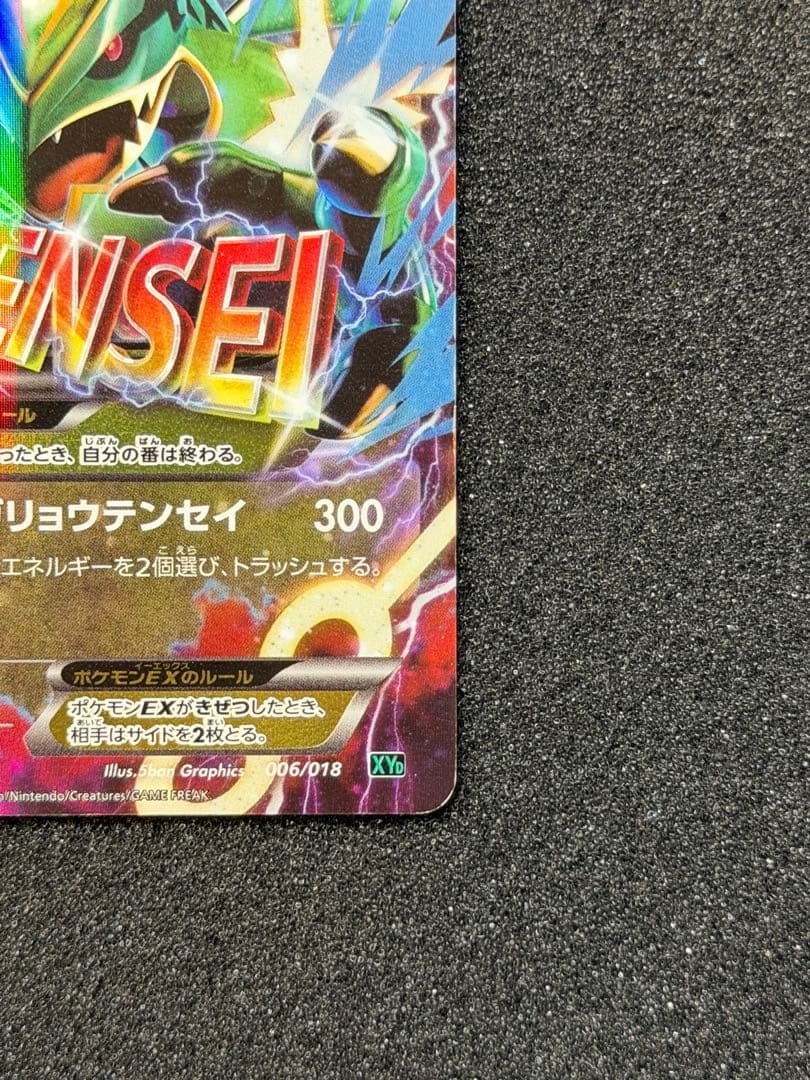 ENSEI
ール
ったとき、自分の番は終わる。
リョウテンセイ 300
エネルギーを2個選び、トラッシュする。
ポケモンEXのルール
ポケモンEXがきぜつしたとき、
相手はサイドを2枚とる。
Illus.5ban Graphics 006/018 XYD
/Nintendo/Creatures/GAME FREAK.